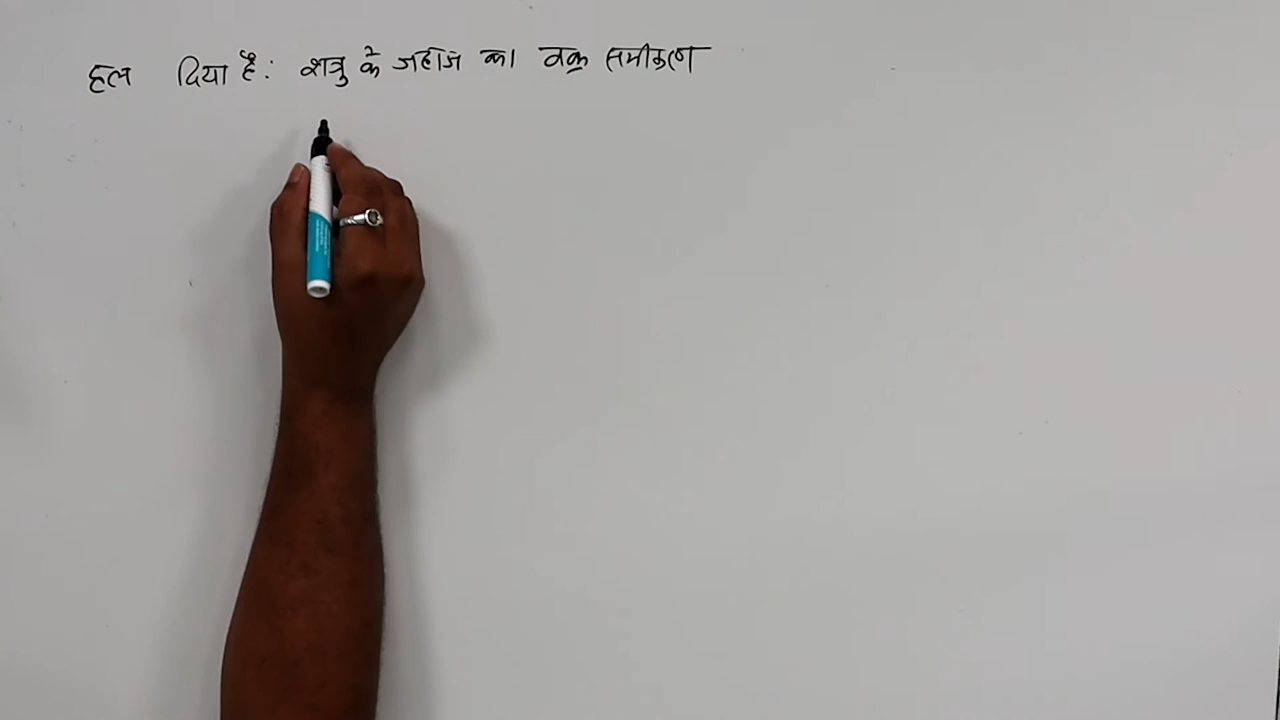 हल दिया है: शत्रु के जहाज का वक्र समीकरण